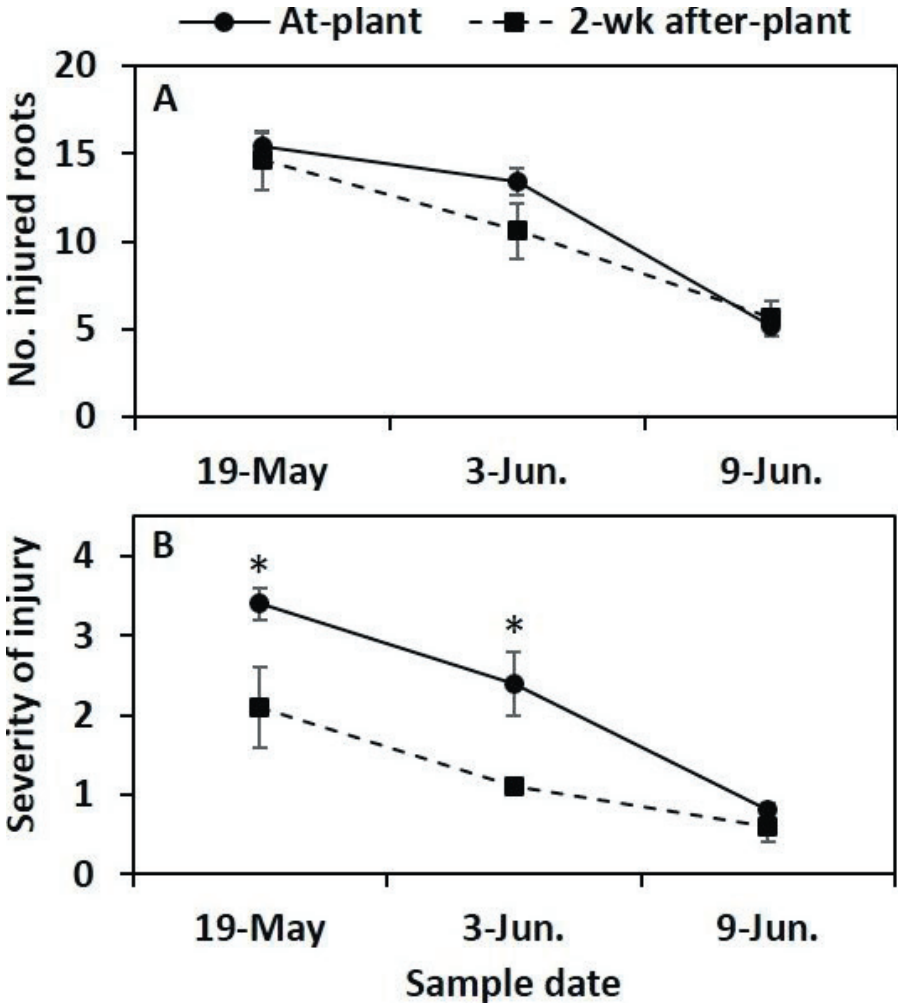 At-plant 2-wk after-plant
A
No. injured roots
20
15
10
5
0
19-May 3-Jun. 9-Jun.
B
Severity of injury
4
3
2
1
0
*
*
19-May 3-Jun. 9-Jun.
Sample date